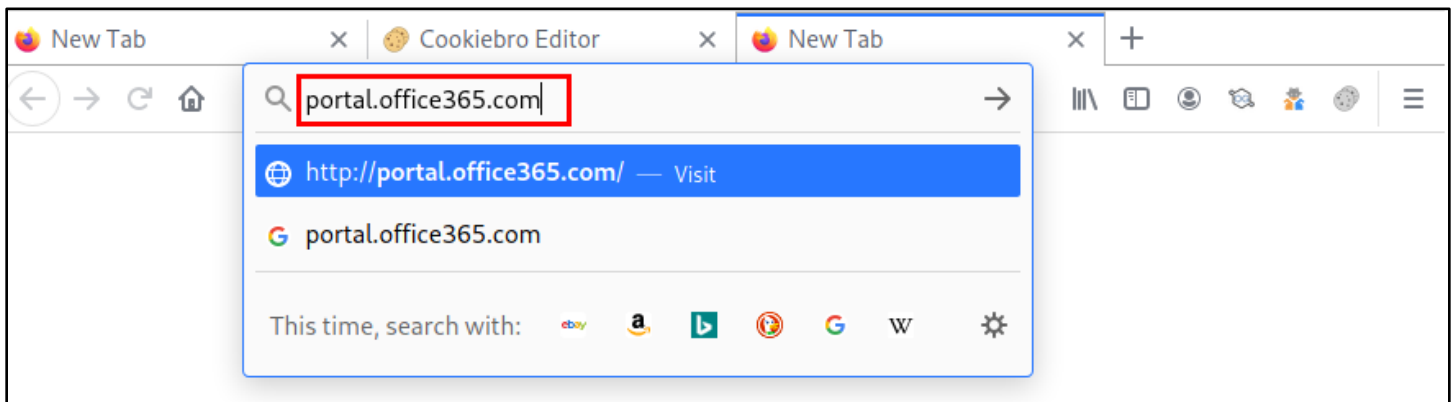 New Tab
Cookiebro Editor
New Tab
portal.office365.com
http://portal.office365.com/ — Visit
G portal.office365.com
This time, search with: ebay a b G W